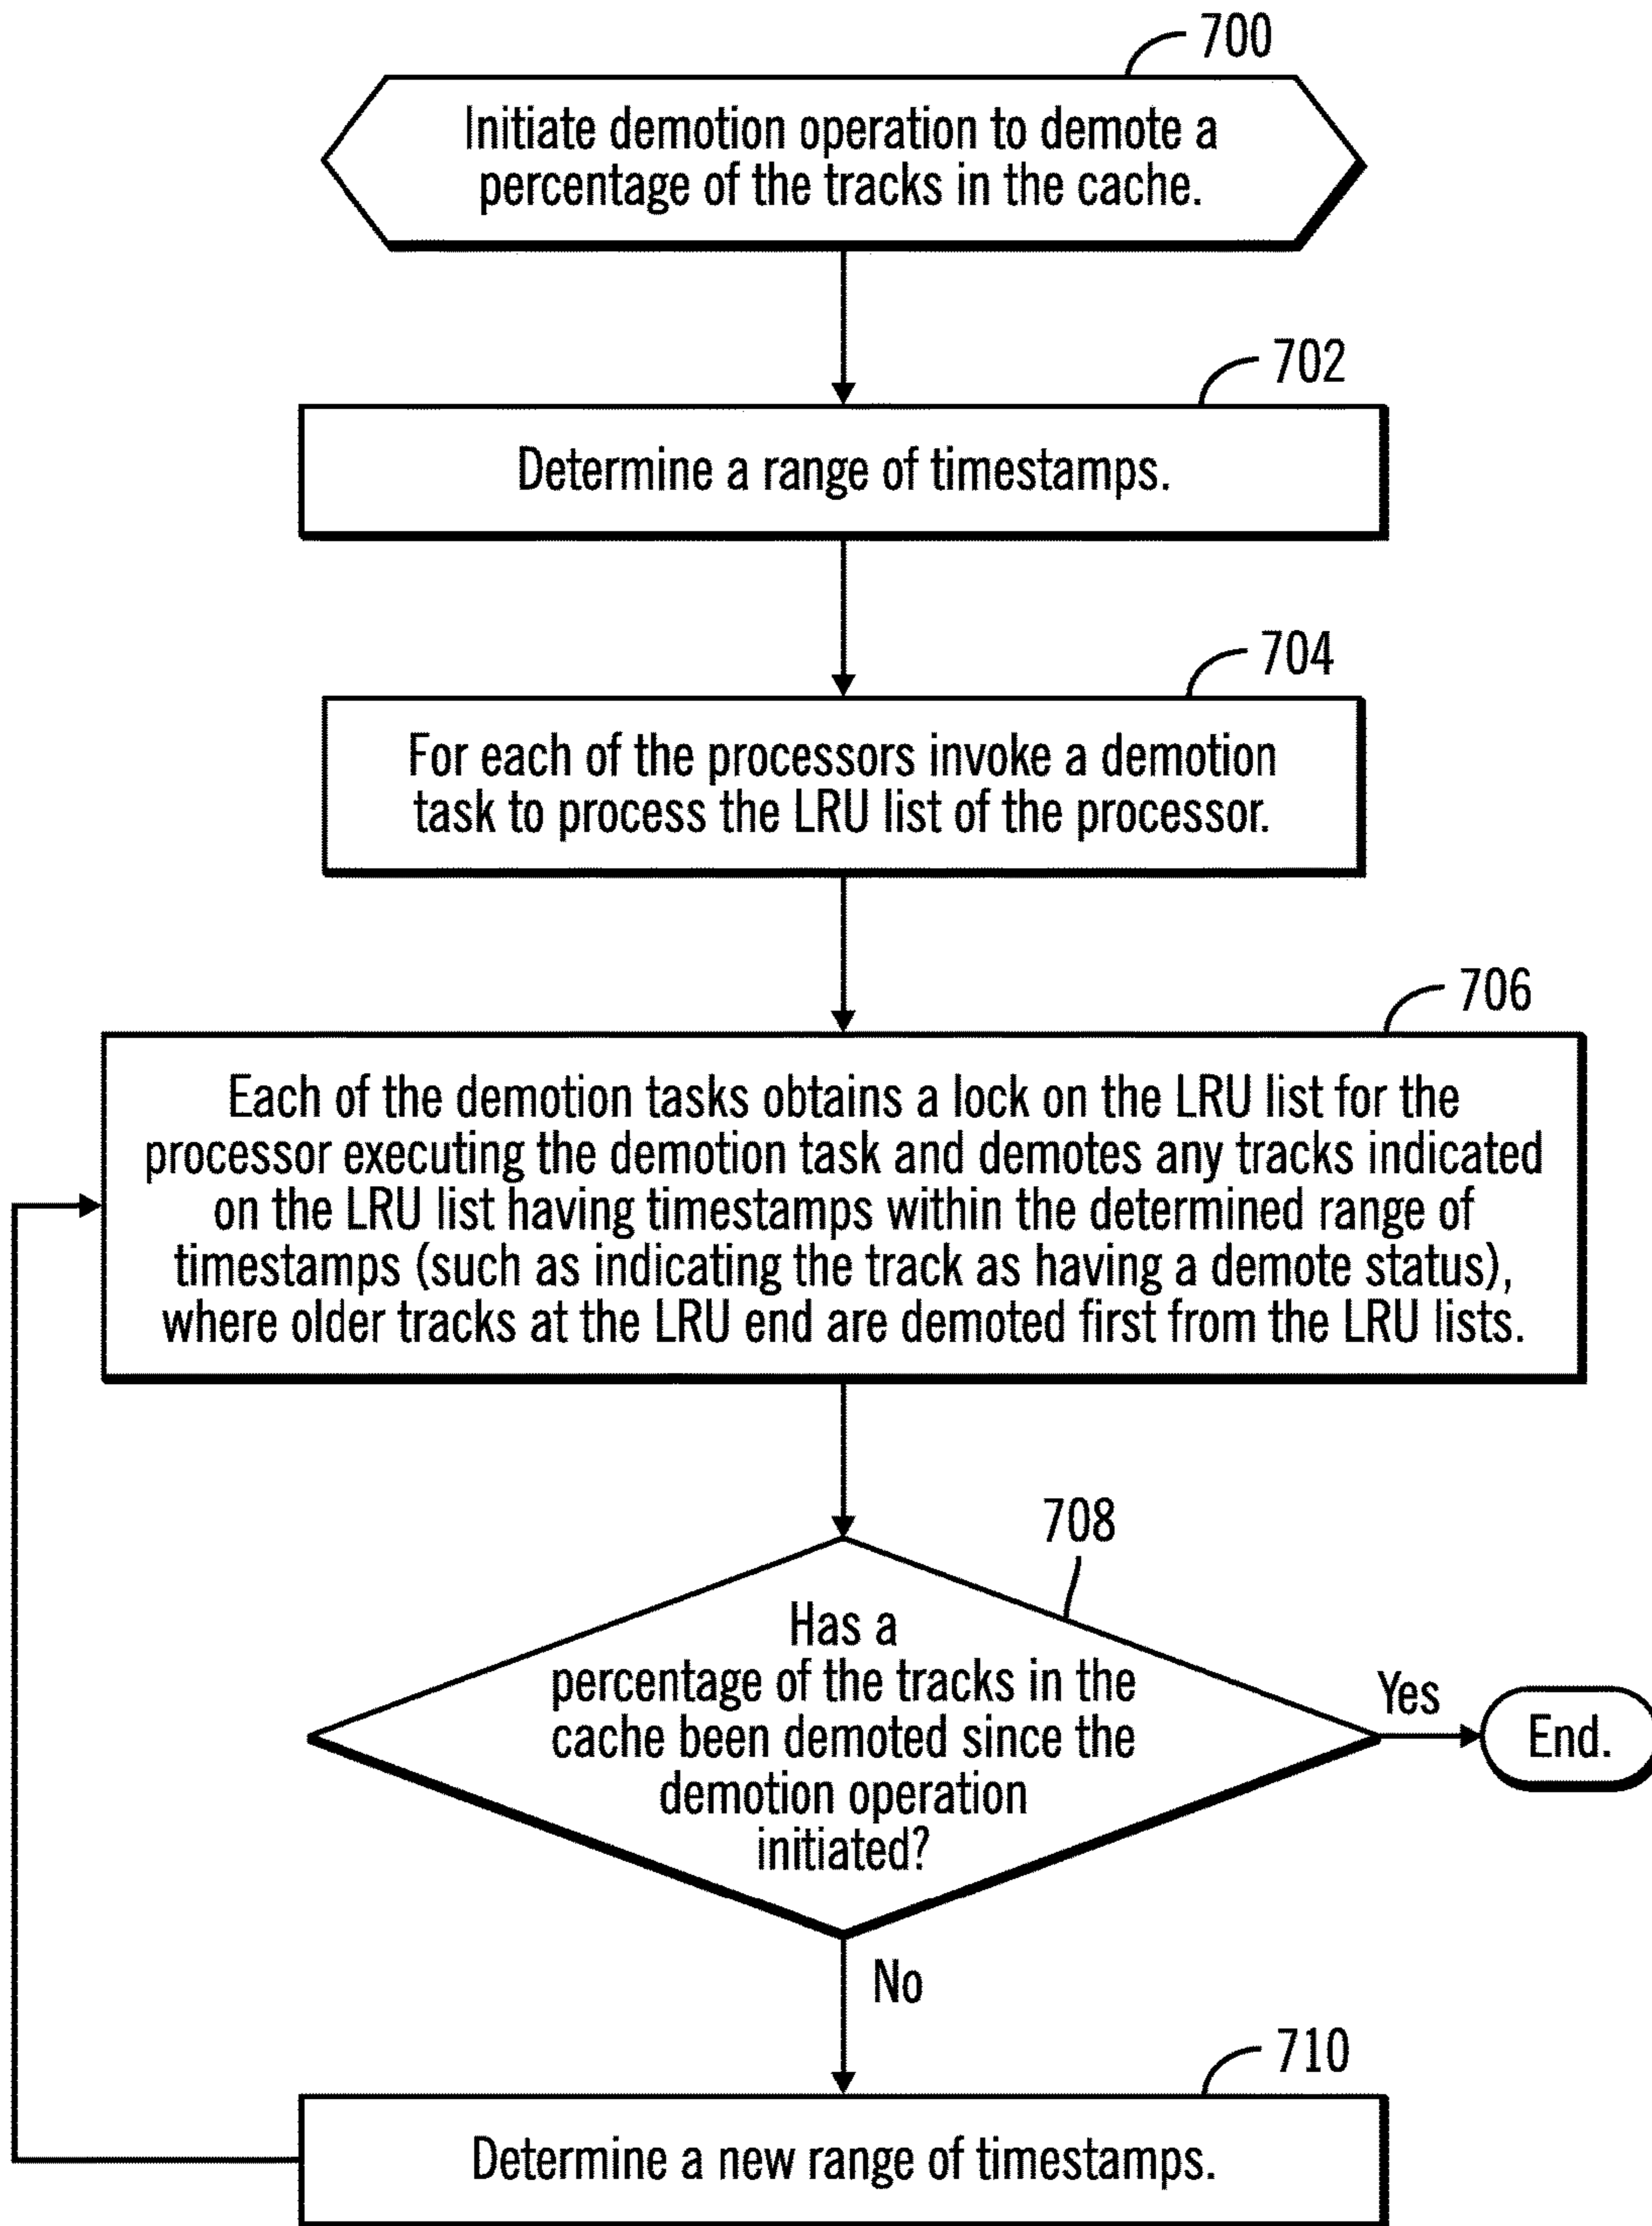 700
Initiate demotion operation to demote a
percentage of the tracks in the cache.
702
Determine a range of timestamps.
704
For each of the processors invoke a demotion
task to process the LRU list of the processor.
706
Each of the demotion tasks obtains a lock on the LRU list for the
processor executing the demotion task and demotes any tracks indicated
on the LRU list having timestamps within the determined range of
timestamps (such as indicating the track as having a demote status),
where older tracks at the LRU end are demoted first from the LRU lists.
708
Has a
percentage of the tracks in the
cache been demoted since the
demotion operation
initiated?
Yes
End.
No
710
Determine a new range of timestamps.